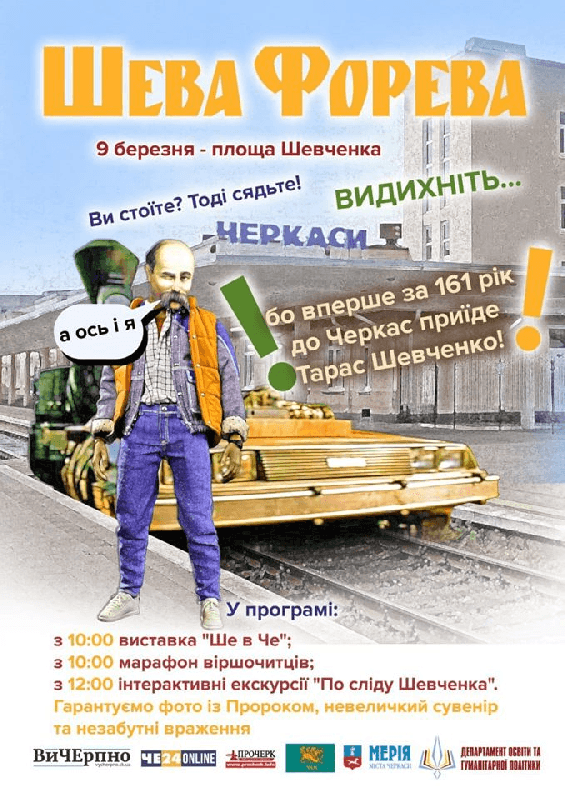 ШЕВА ФОРЕВА
9 березня - площа Шевченка
Ви стоїте? Тоді сядьте!
ВИДИХНІТЬ...
ЧЕРКАСИ
а ось і я
! бо вперше за 161 рік !
до Черкас приїде
Тарас Шевченко!
У програмі:
з 10:00 виставка "Ше в Че";
з 10:00 марафон віршочитців;
з 12:00 інтерактивні екскурсії "По сліду Шевченка".
Гарантуємо фото із Пророком, невеличкий сувенір
та незабутні враження
ВиЧЕрпно
ЧЕ24 ONLINE
ПРОЧЕРК
МЕРІЯ
МІСТА ЧЕРКАСИ
ДЕПАРТАМЕНТ ОСВІТИ ТА
ГУМАНІТАРНОЇ ПОЛІТИКИ